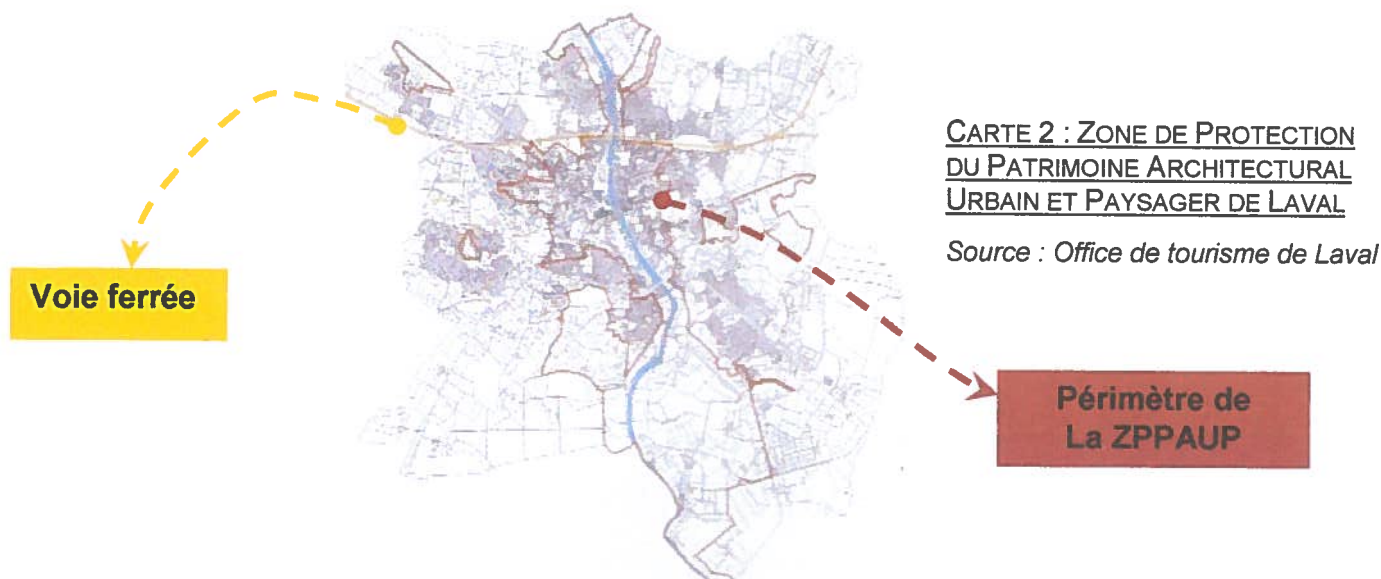 CARTE 2 : ZONE DE PROTECTION
DU PATRIMOINE ARCHITECTURAL
URBAIN ET PAYSAGER DE LAVAL
Source : Office de tourisme de Laval
Voie ferrée
Périmètre de
La ZPPAUP